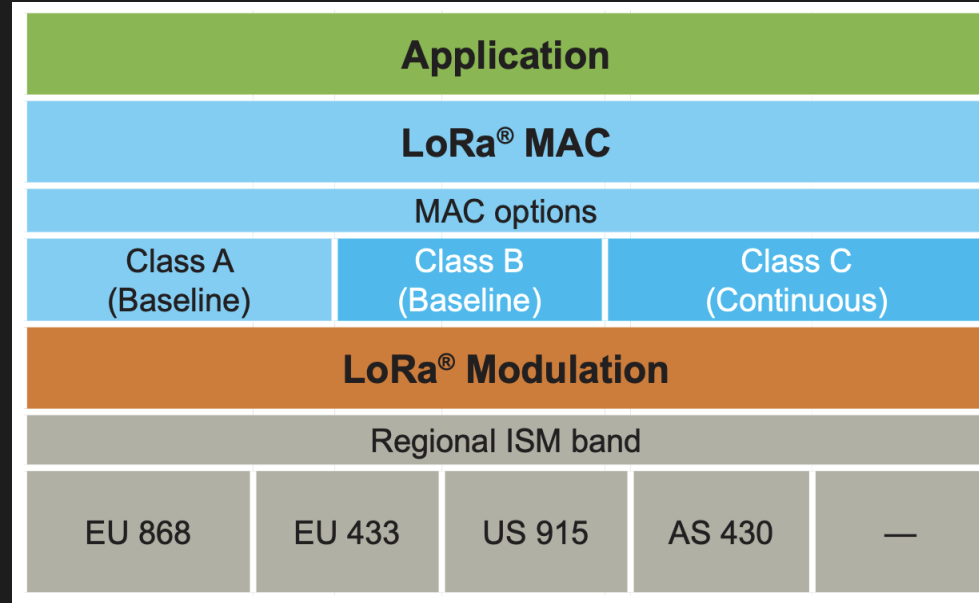 Application
LoRa® MAC
MAC options
Class A
(Baseline)
Class B
(Baseline)
Class C
(Continuous)
LoRa® Modulation
Regional ISM band
EU 868
EU 433
US 915
AS 430
—